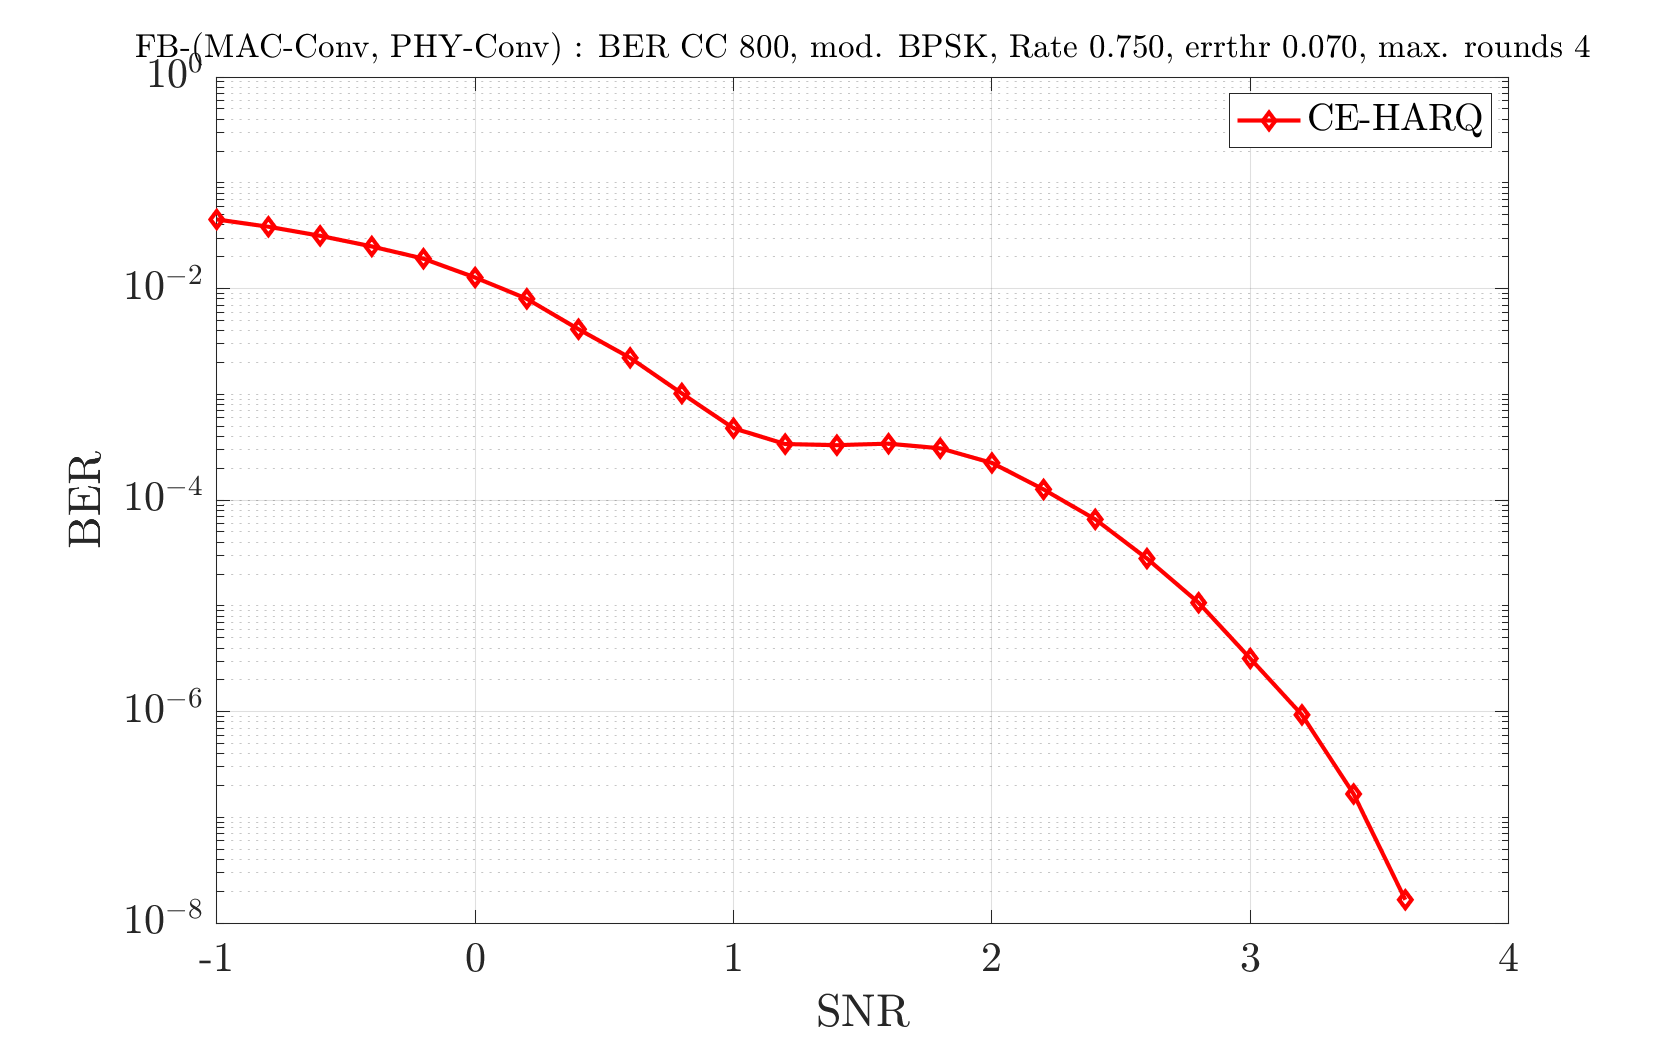 FB-(MAC-Conv, PHY-Conv) : BER CC 800, mod. BPSK, Rate 0.750, errthr 0.070, max. rounds 4
10^0
CE-HARQ
10^{-2}
10^{-4}
10^{-6}
10^{-8}
BER
-1 0 1 2 3 4
SNR